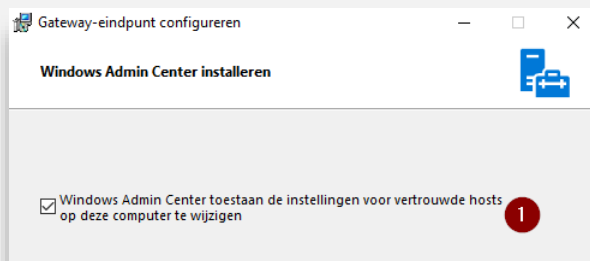 Gateway-eindpunt configureren
Windows Admin Center installeren
Windows Admin Center toestaan de instellingen voor vertrouwde hosts
op deze computer te wijzigen
1